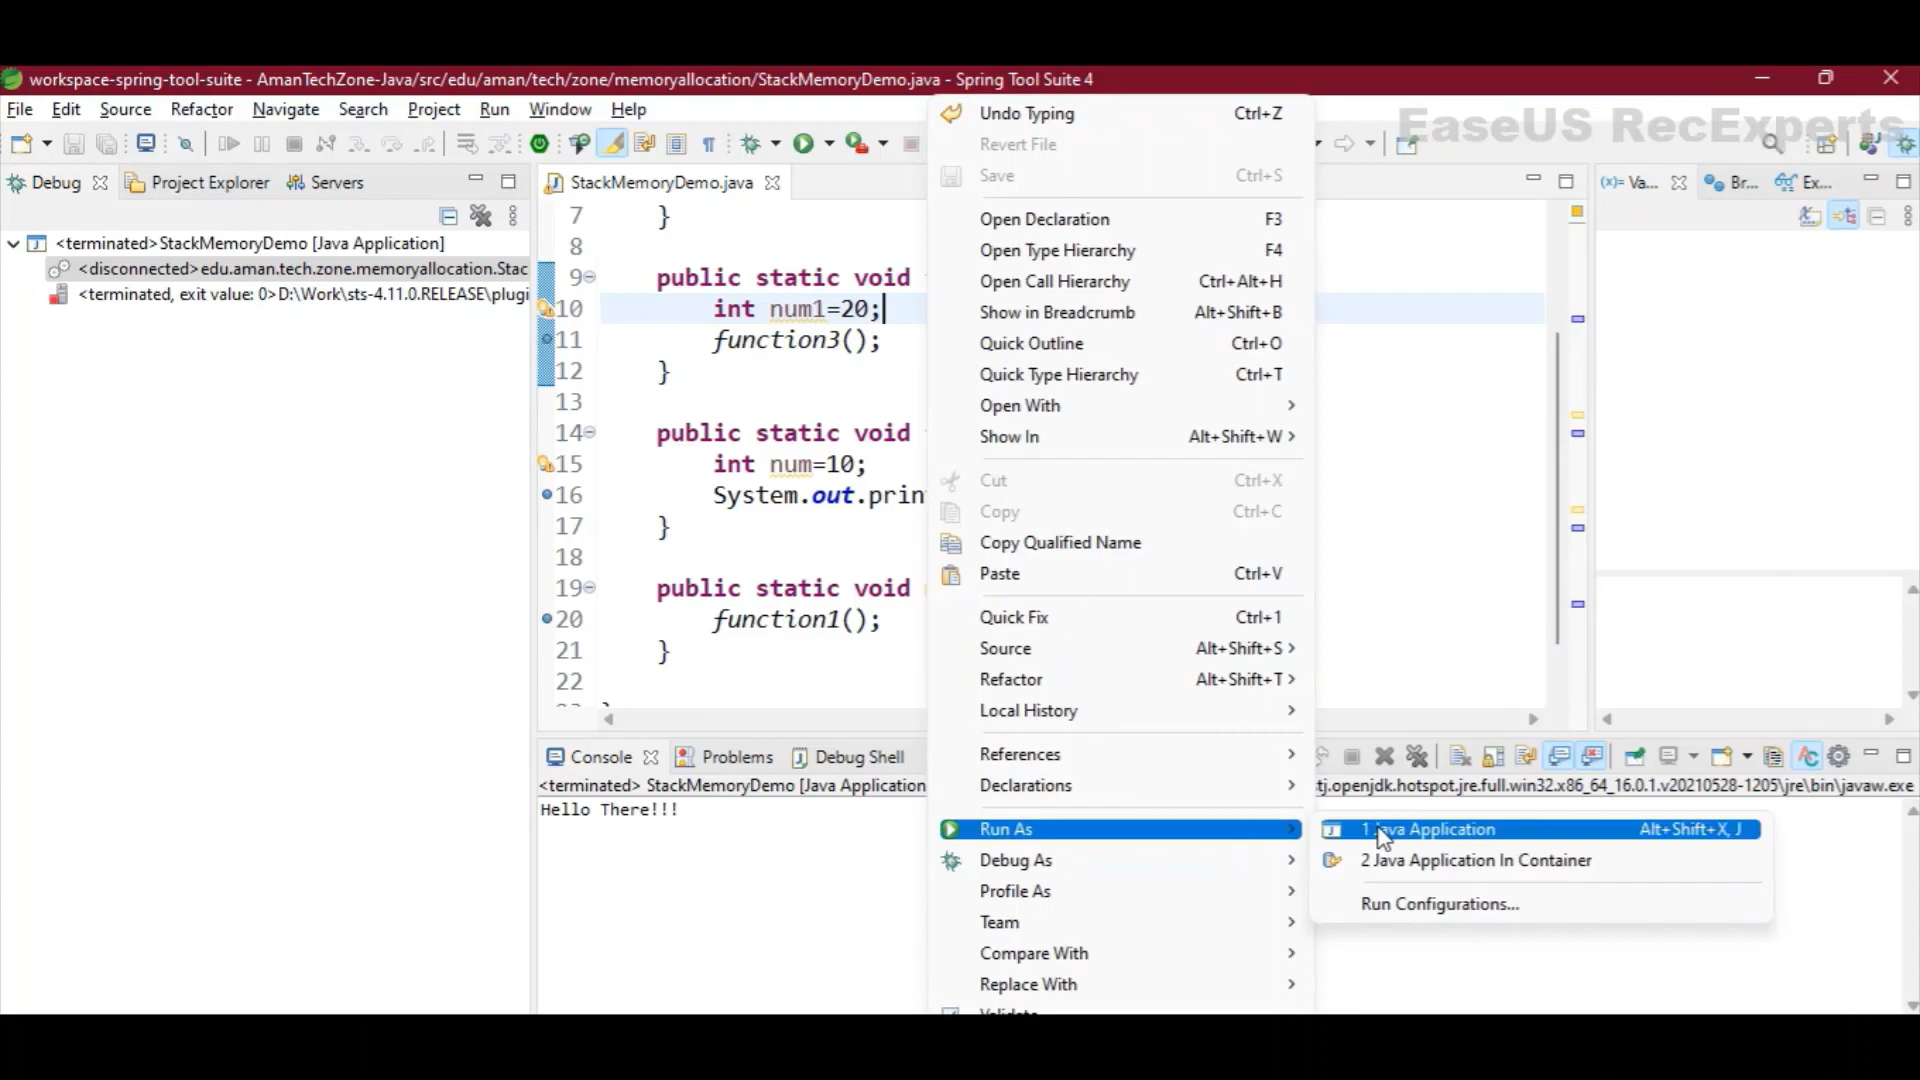 workspace-spring-tool-suite - AmanTechZone-Java/src/edu/aman/tech/zone/memoryallocation/StackMemoryDemo.java - Spring Tool Suite 4
File Edit Source Refactor Navigate Search Project Run Window Help
EaseUS RecExperts
Debug Project Explorer Servers
StackMemoryDemo.java
(x)= Va... Br... Ex...
<terminated>StackMemoryDemo [Java Application]
<disconnected>edu.aman.tech.zone.memoryallocation.Stac
<terminated, exit value: 0>D:\Work\sts-4.11.0.RELEASE\plugi
7 }
8
9 public static void
10 int num1=20;
11 function3();
12 }
13
14 public static void
15 int num=10;
16 System.out.prin
17 }
18
19 public static void
20 function1();
21 }
22
Undo Typing Ctrl+Z
Revert File
Save Ctrl+S
Open Declaration F3
Open Type Hierarchy F4
Open Call Hierarchy Ctrl+Alt+H
Show in Breadcrumb Alt+Shift+B
Quick Outline Ctrl+O
Quick Type Hierarchy Ctrl+T
Open With
Show In Alt+Shift+W
Cut Ctrl+X
Copy Ctrl+C
Copy Qualified Name
Paste Ctrl+V
Quick Fix Ctrl+1
Source Alt+Shift+S
Refactor Alt+Shift+T
Local History
References
Declarations
Run As
Debug As
Profile As
Team
Compare With
Replace With
1 Java Application Alt+Shift+X, J
2 Java Application In Container
Run Configurations...
Console Problems Debug Shell
<terminated> StackMemoryDemo [Java Application
tj.openjdk.hotspot.jre.full.win32.x86_64_16.0.1.v20210528-1205\jre\bin\javaw.exe
Hello There!!!